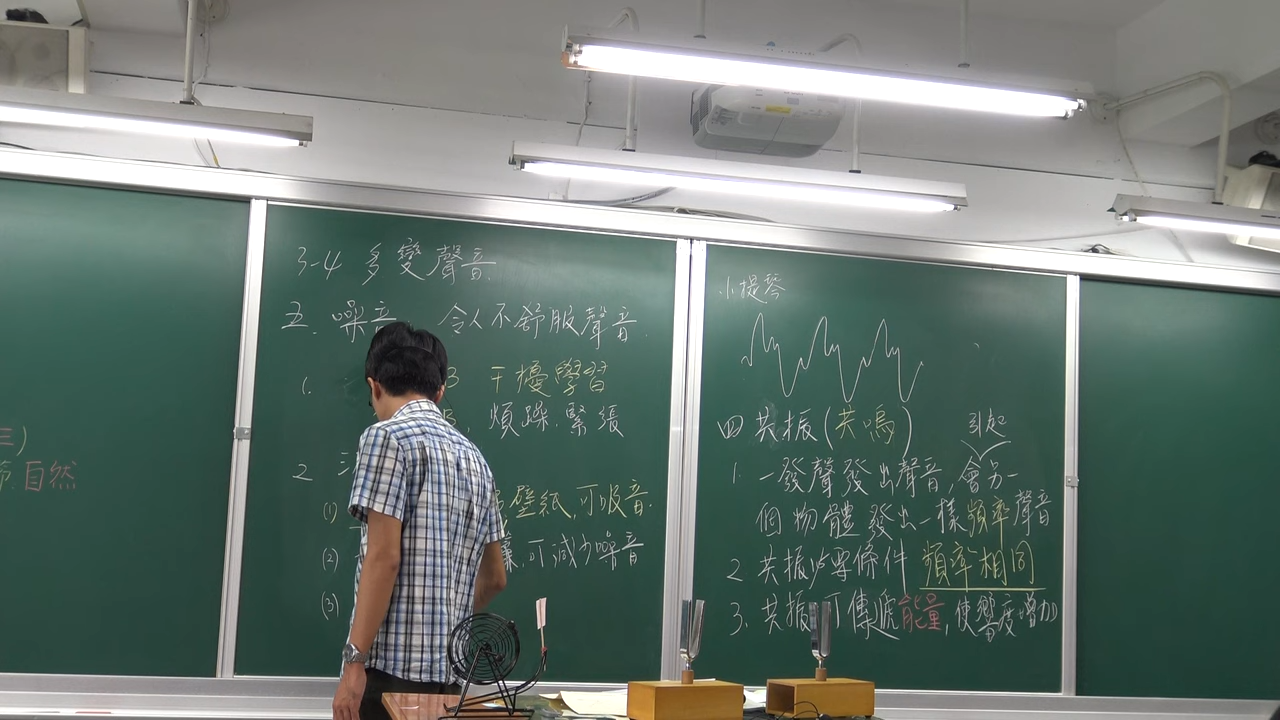 三)
節.自然
3-4 多變聲音.
五. 噪音. 令人不舒服聲音.
1. 干擾學習
煩躁.緊張
2
(1) 壁紙,可吸音.
(2) 簾,可減少噪音
(3)
小提琴
四 共振(共鳴) 引起
1. 一發聲發出聲音,會另一
個物體發出一樣頻率聲音
2 共振必要條件 頻率相同
3. 共振可傳遞能量,使響度增加